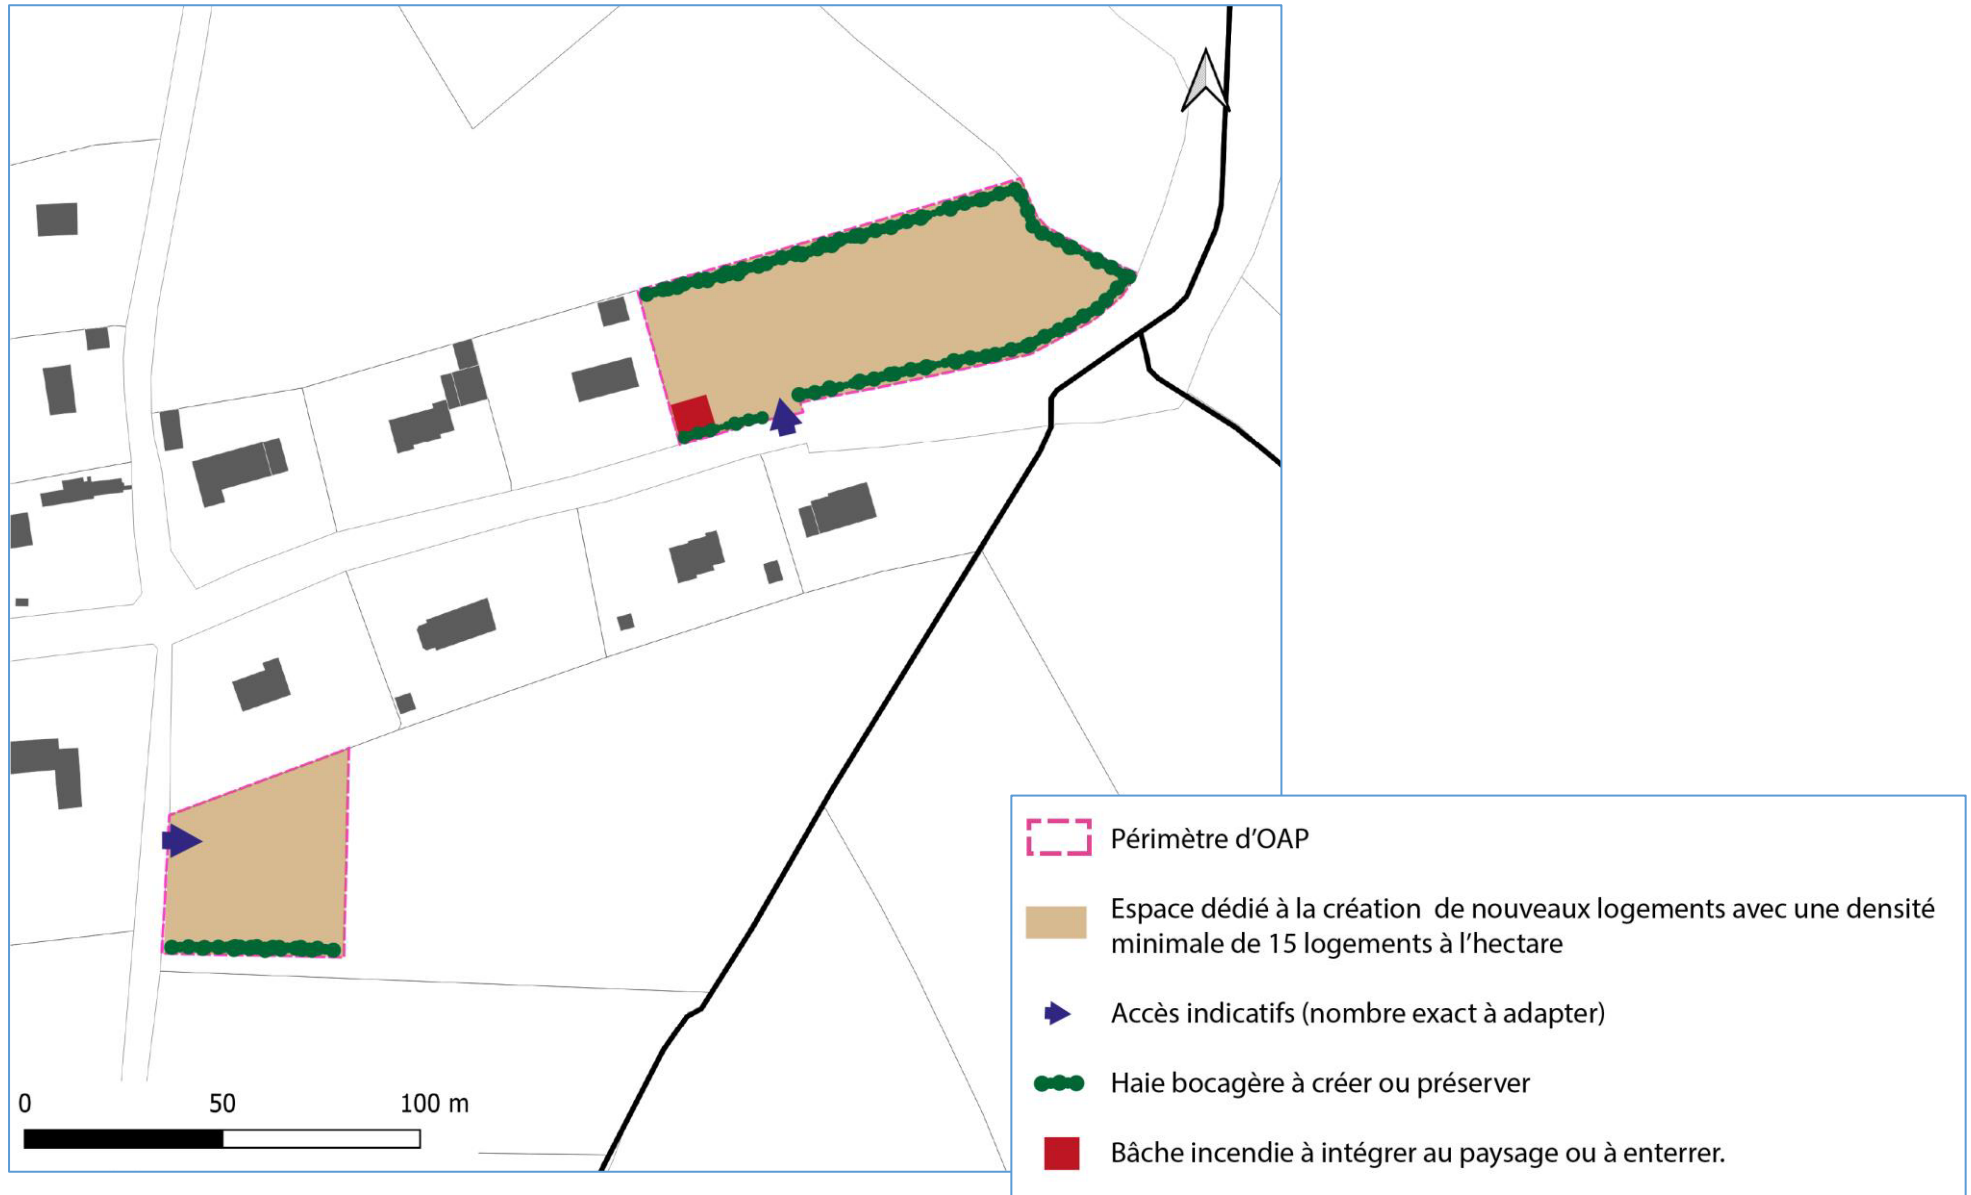 Périmètre d’OAP
Espace dédié à la création  de nouveaux logements avec une densité
minimale de 15 logements à l’hectare
Accès indicatifs (nombre exact à adapter)
Haie bocagère à créer ou préserver
Bâche incendie à intégrer au paysage ou à enterrer.
0 50 100 m